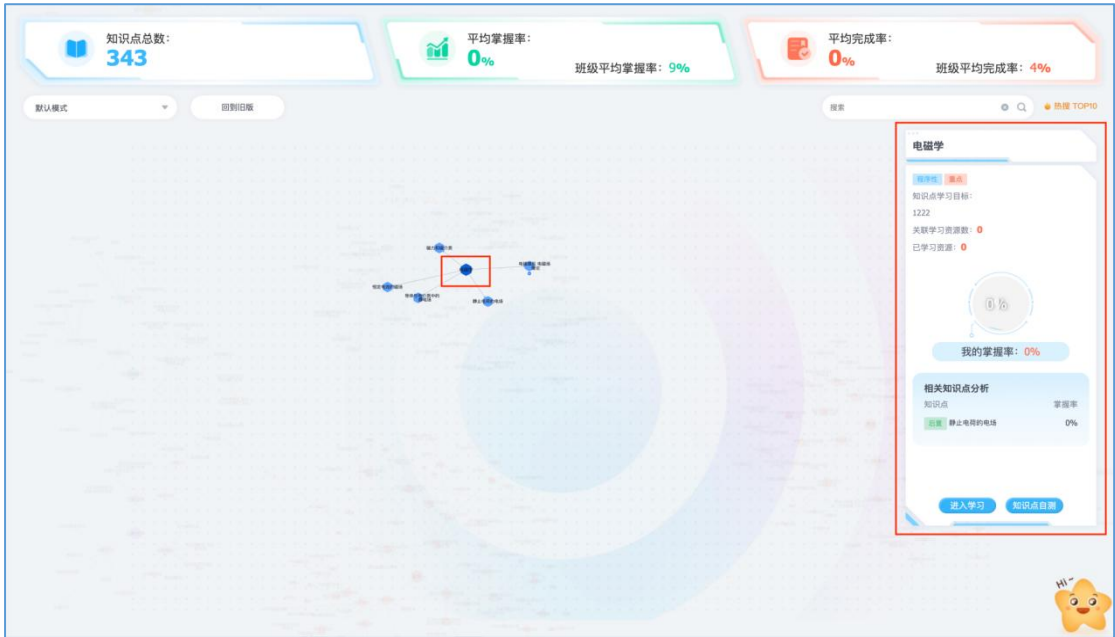 知识点总数:
343
平均掌握率:
0%
班级平均掌握率: 9%
平均完成率:
0%
班级平均完成率: 4%
默认模式
回到旧版
搜索
热搜 TOP10
电磁学
程序性 重点
知识点学习目标:
1222
关联学习资源数: 0
已学习资源: 0
0%
我的掌握率: 0%
相关知识点分析
知识点 掌握率
后置 静止电荷的电场 0%
进入学习 知识点自测
静止电荷的电场
HI~